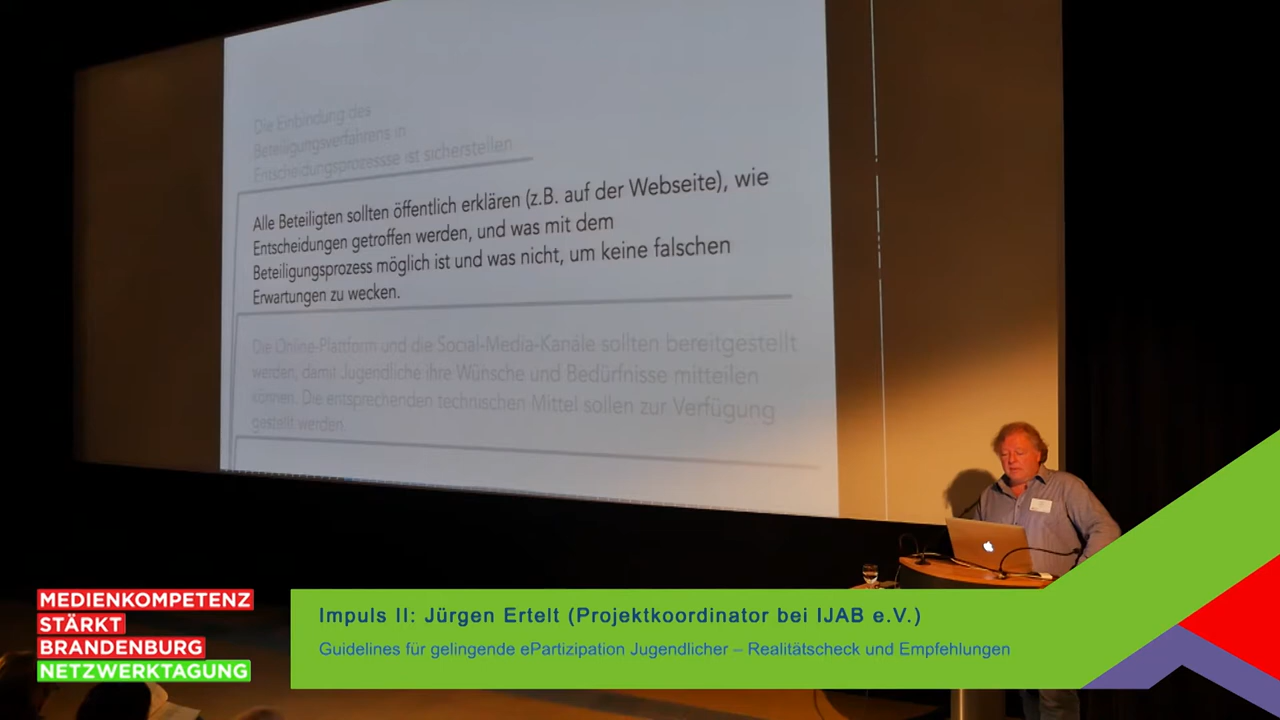 Die Einbindung des
Beteiligungsverfahrens in
Entscheidungsprozessse ist sicherstellen
Alle Beteiligten sollten öffentlich erklären (z.B. auf der Webseite), wie
Entscheidungen getroffen werden, und was mit dem
Beteiligungsprozess möglich ist und was nicht, um keine falschen
Erwartungen zu wecken.
Die Online-Plattform und die Social-Media-Kanäle sollten bereitgestellt
werden, damit Jugendliche ihre Wünsche und Bedürfnisse mitteilen
können. Die entsprechenden technischen Mittel sollen zur Verfügung
gestellt werden.
MEDIENKOMPETENZ
STÄRKT
BRANDENBURG
NETZWERKTAGUNG
Impuls II: Jürgen Ertelt (Projektkoordinator bei IJAB e.V.)
Guidelines für gelingende ePartizipation Jugendlicher – Realitätscheck und Empfehlungen